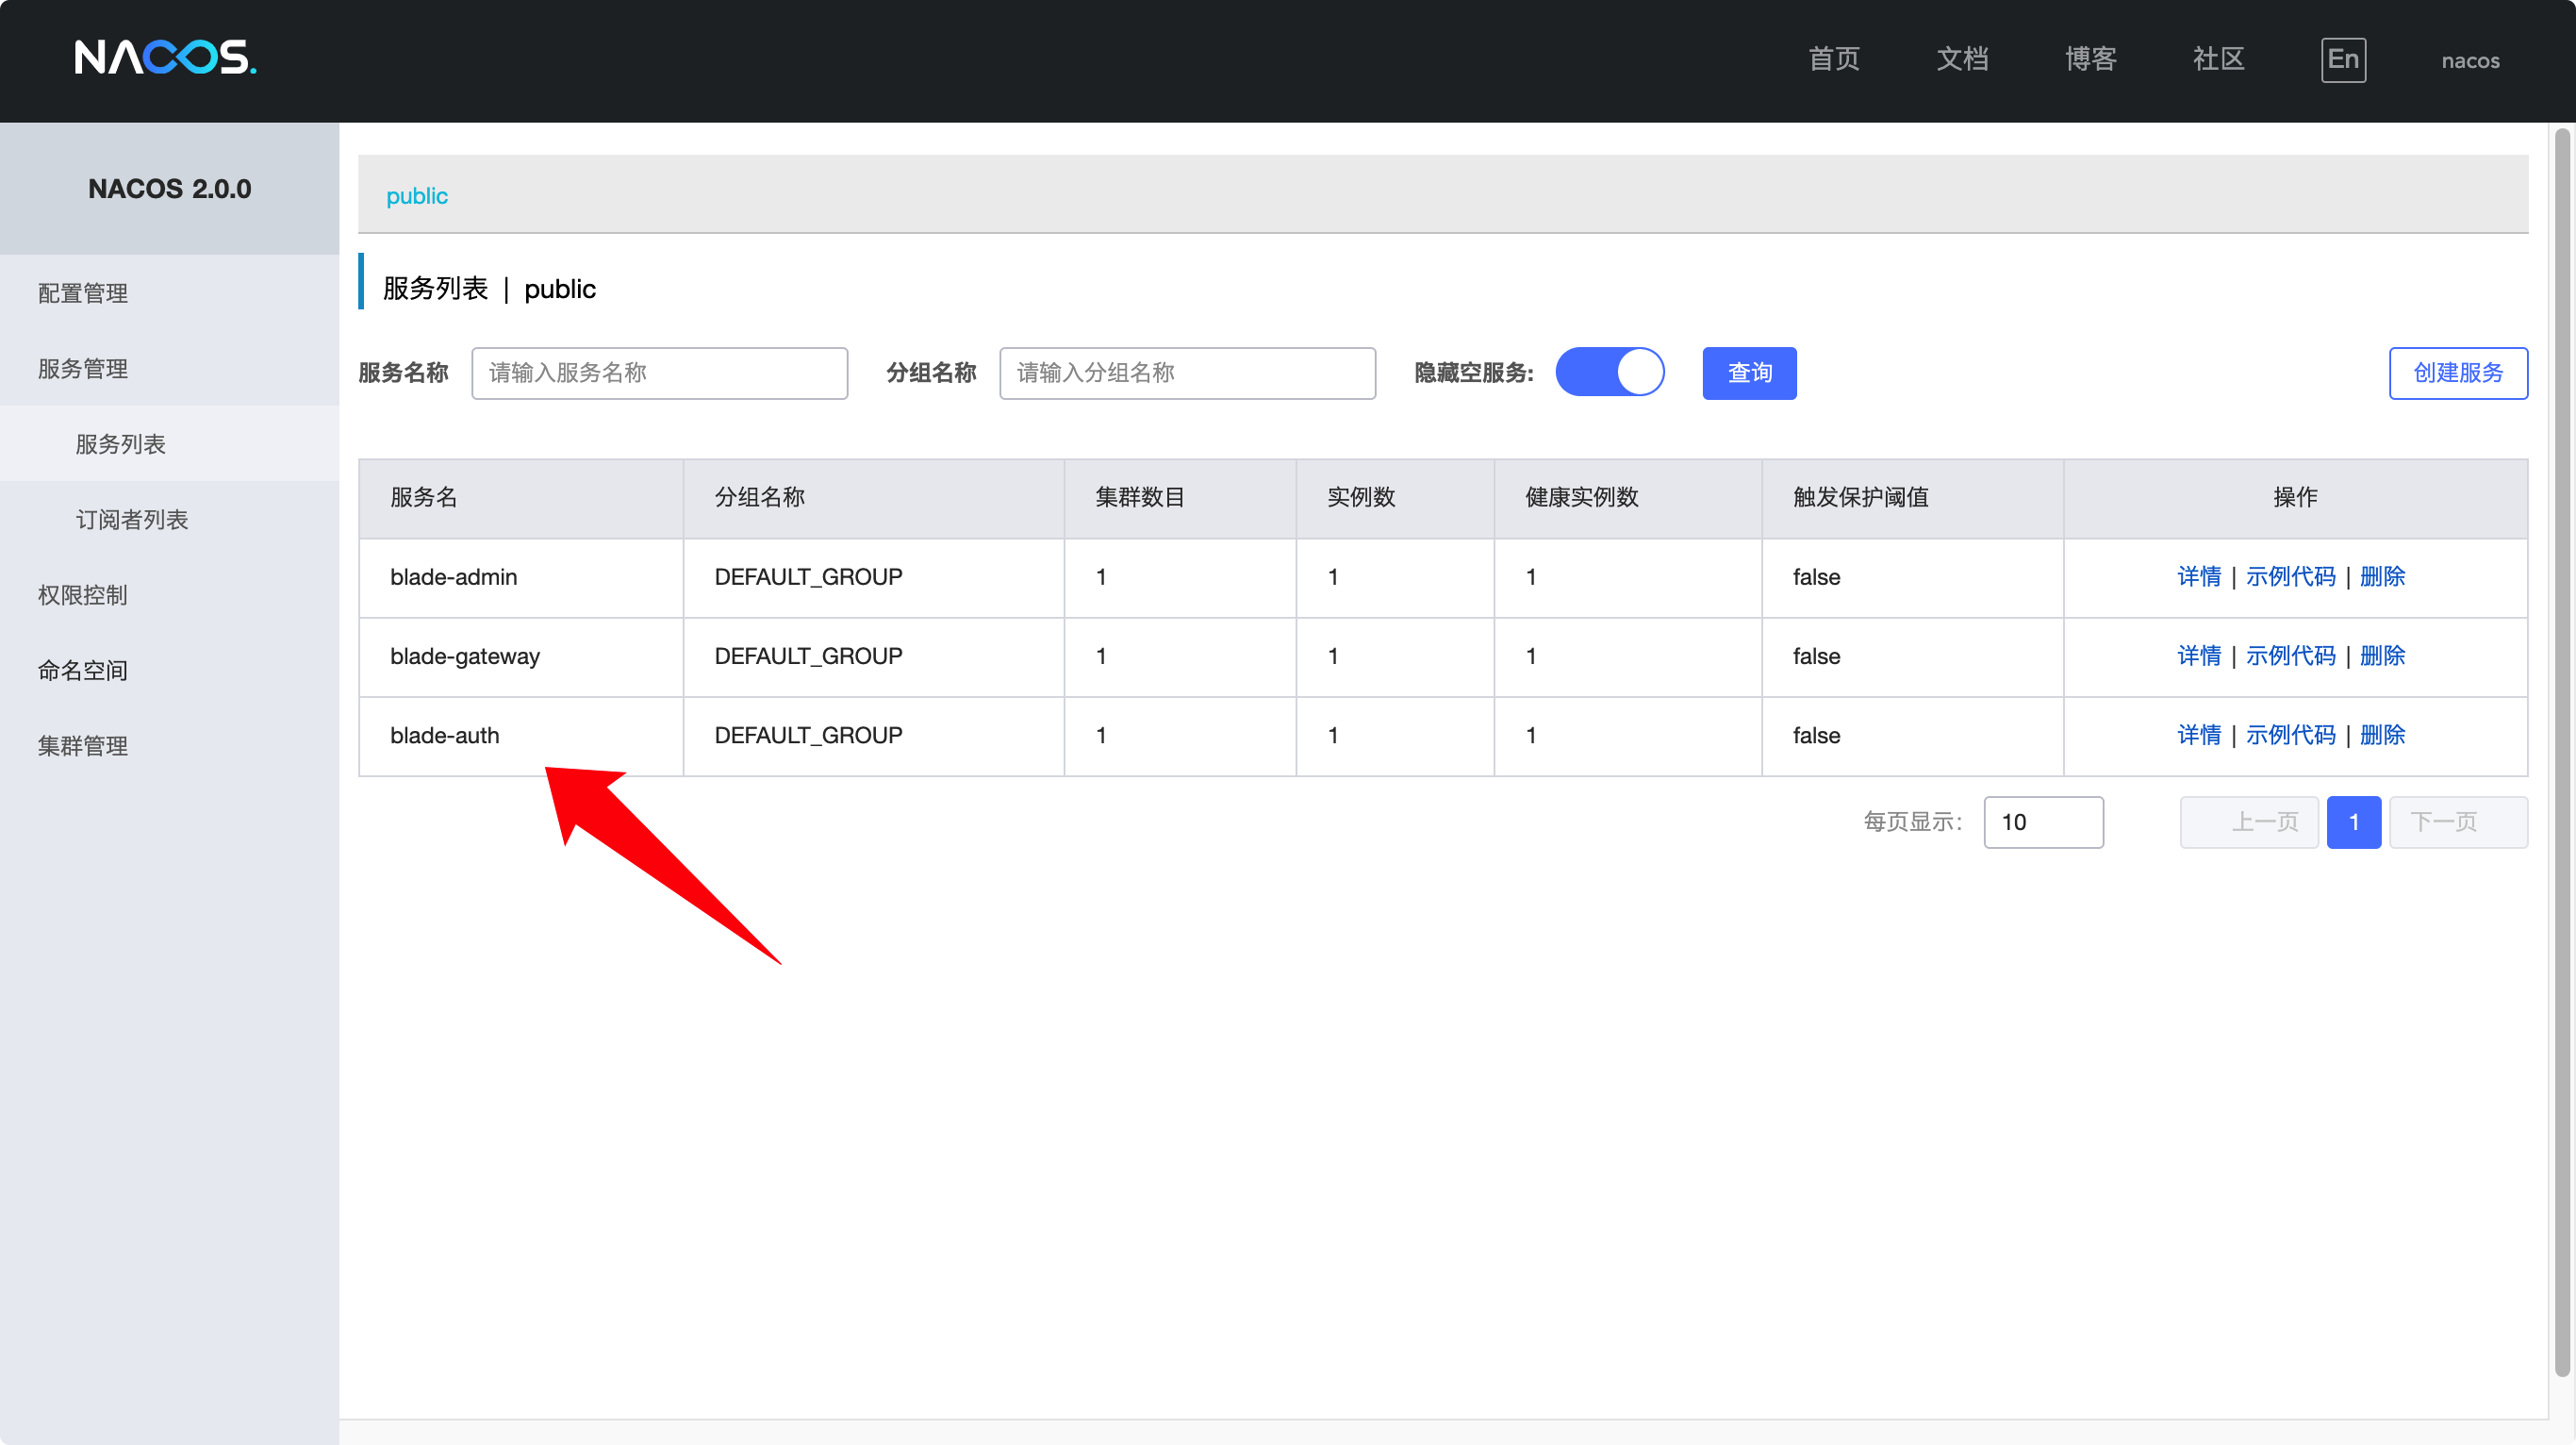 NACOS.
首页 文档 博客 社区 En nacos
NACOS 2.0.0
配置管理
服务管理
服务列表
订阅者列表
权限控制
命名空间
集群管理
public
服务列表 | public
服务名称 请输入服务名称 分组名称 请输入分组名称 隐藏空服务: 查询 创建服务
服务名 分组名称 集群数目 实例数 健康实例数 触发保护阈值 操作
blade-admin DEFAULT_GROUP 1 1 1 false 详情 | 示例代码 | 删除
blade-gateway DEFAULT_GROUP 1 1 1 false 详情 | 示例代码 | 删除
blade-auth DEFAULT_GROUP 1 1 1 false 详情 | 示例代码 | 删除
每页显示: 10 上一页 1 下一页